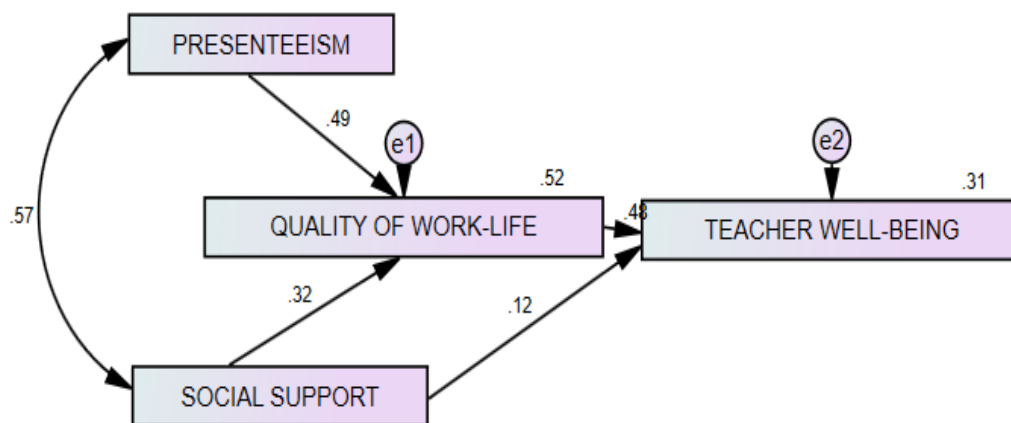 PRESENTEEISM
.49
e1
e2
.52
.31
.57
QUALITY OF WORK-LIFE
.48
TEACHER WELL-BEING
.32
.12
SOCIAL SUPPORT